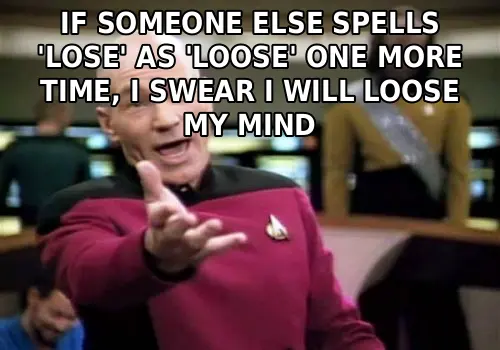 IF SOMEONE ELSE SPELLS
'LOSE' AS 'LOOSE' ONE MORE
TIME, I SWEAR I WILL LOOSE
MY MIND